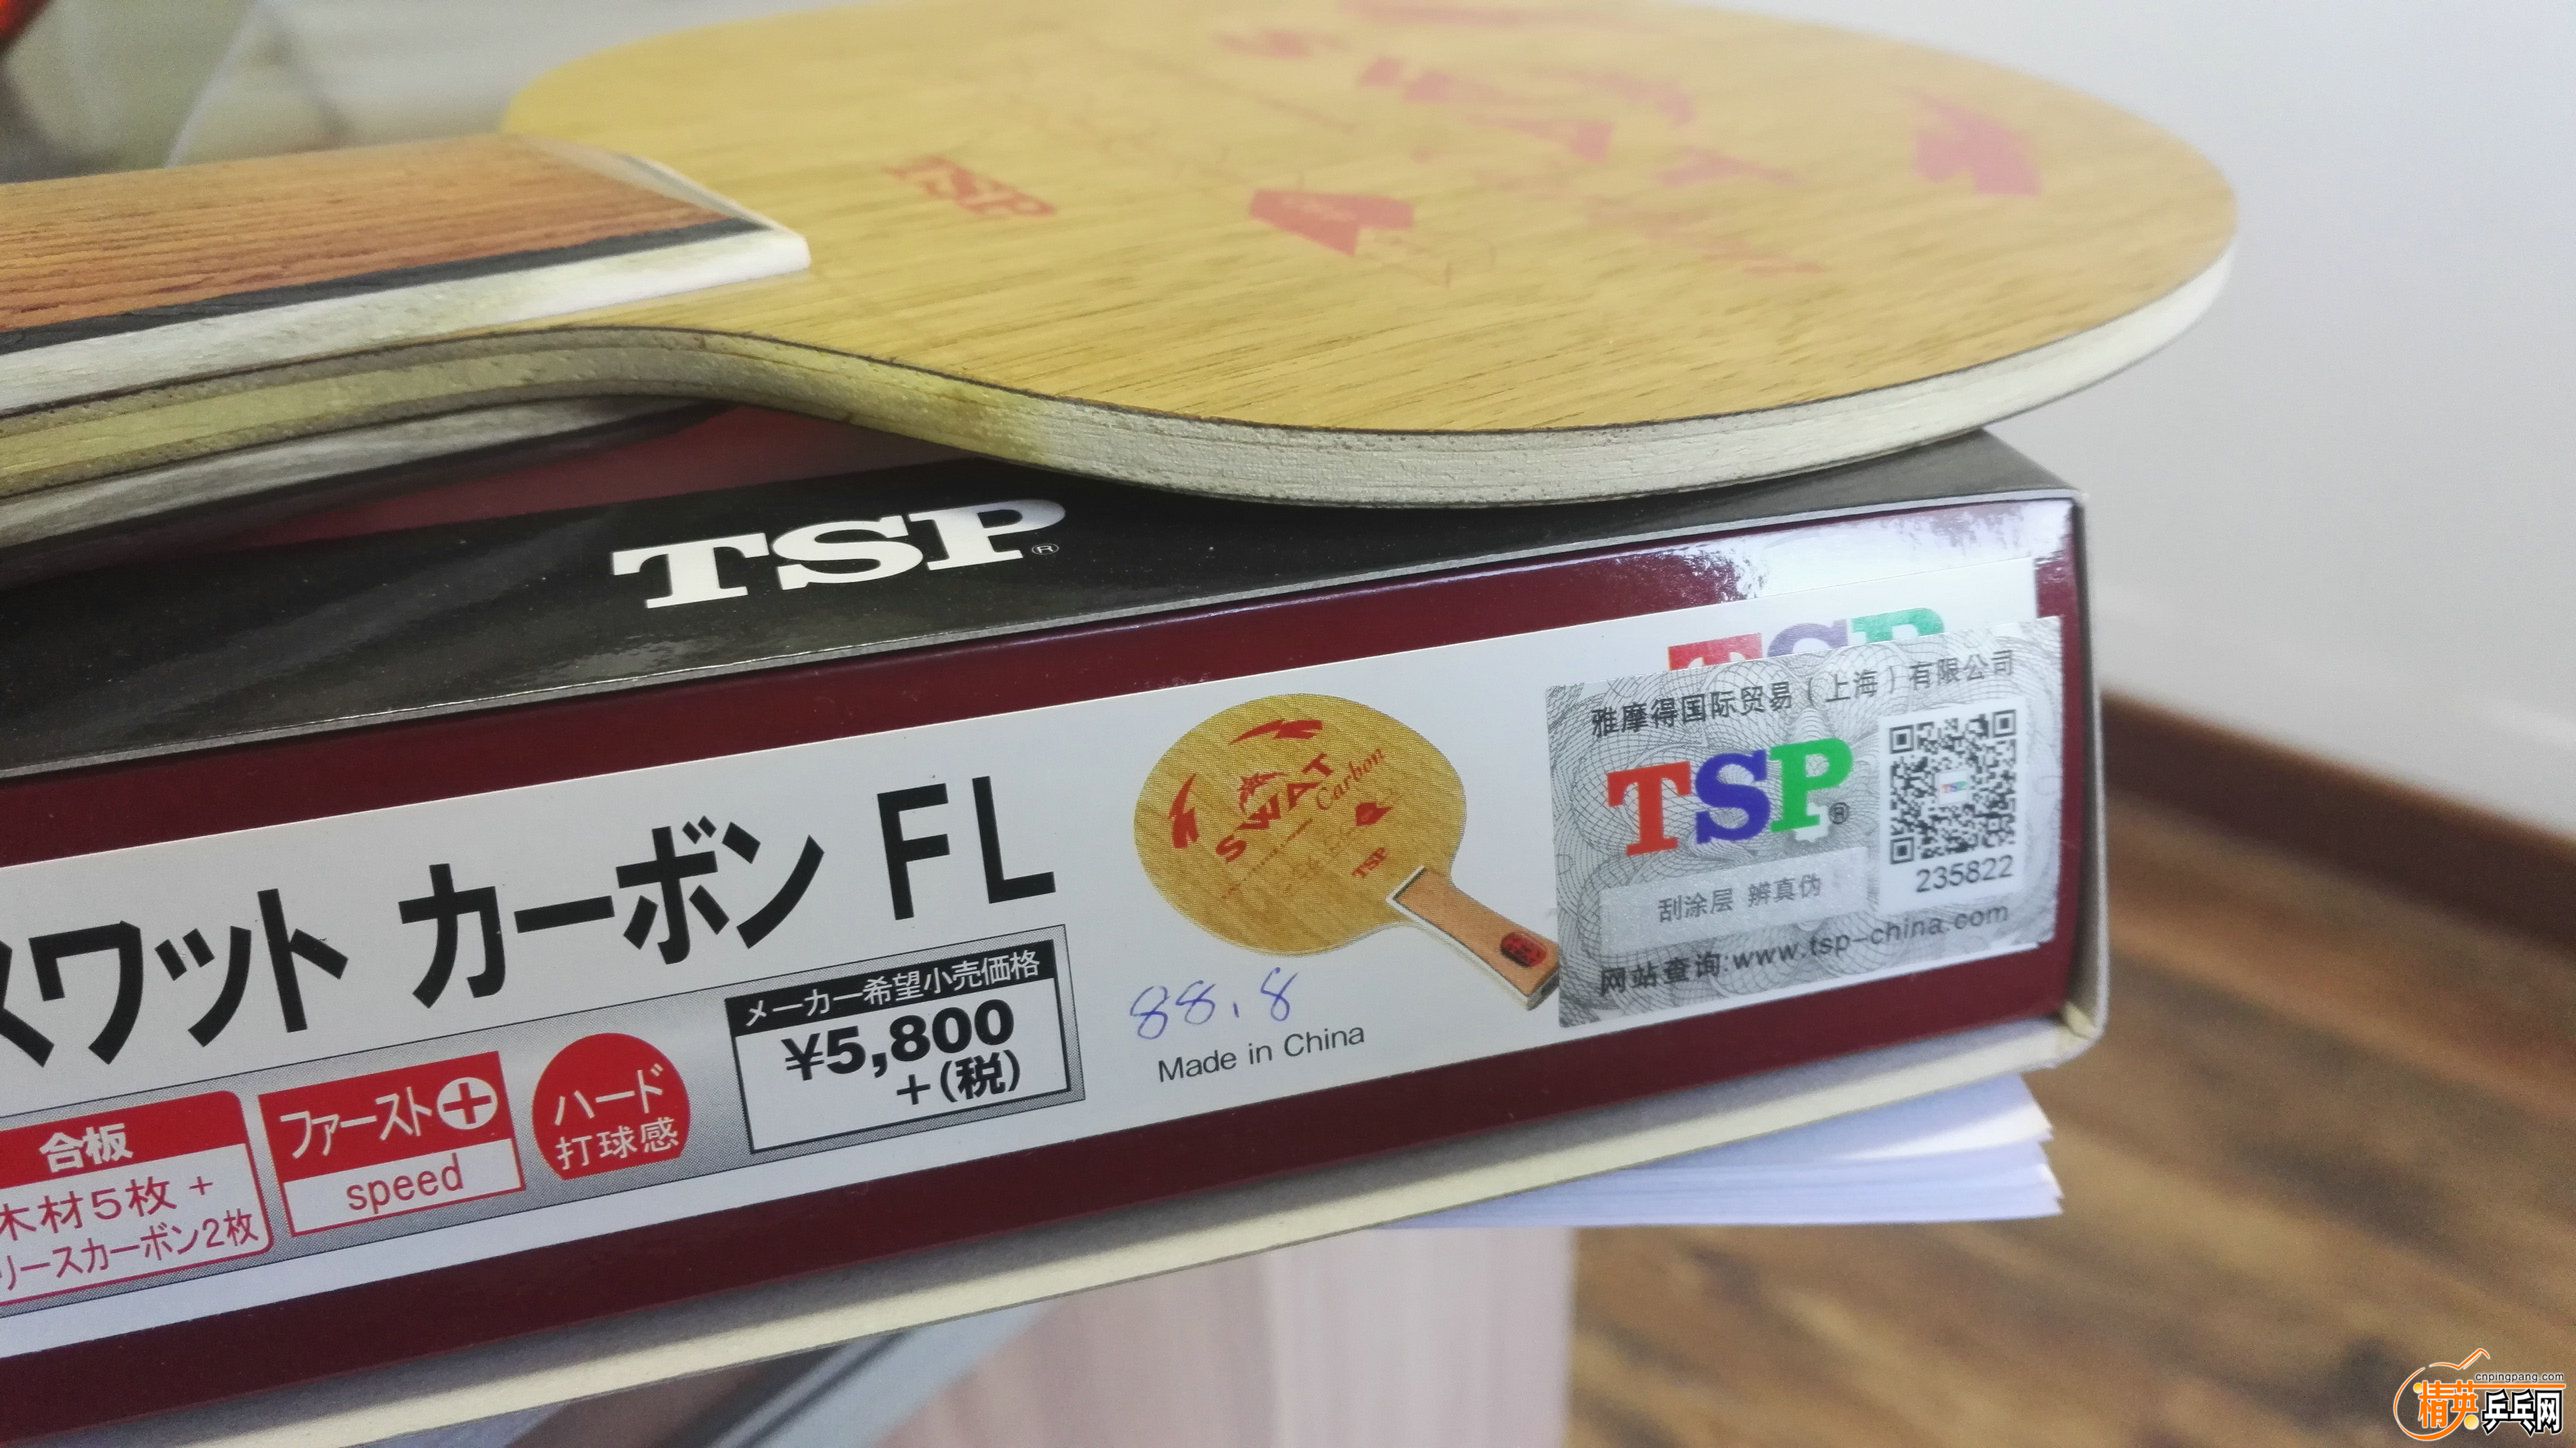 SWAT
TSP
TSP®
スワット カーボン FL
合板
木材5枚 +
リースカーボン2枚
ファースト+
speed
ハード
打球感
メーカー希望小売価格
¥5,800
+(税)
SWAT
Carbon
TSP
88.8
Made in China
TSP
雅摩得国际贸易(上海)有限公司
TSP®
TSP
235822
刮涂层 辨真伪
网站查询:www.tsp-china.com
cnpingpang.com
精英乒乓网